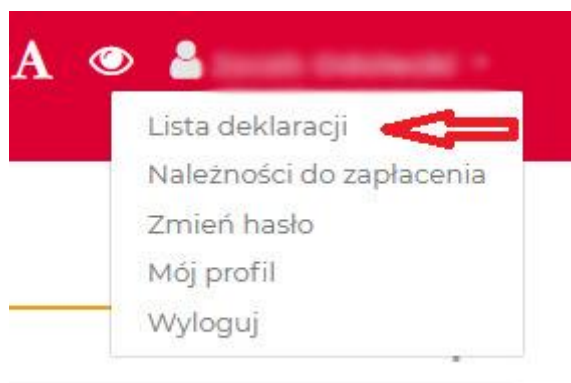 A
Lista deklaracji
Należności do zapłacenia
Zmień hasło
Mój profil
Wyloguj